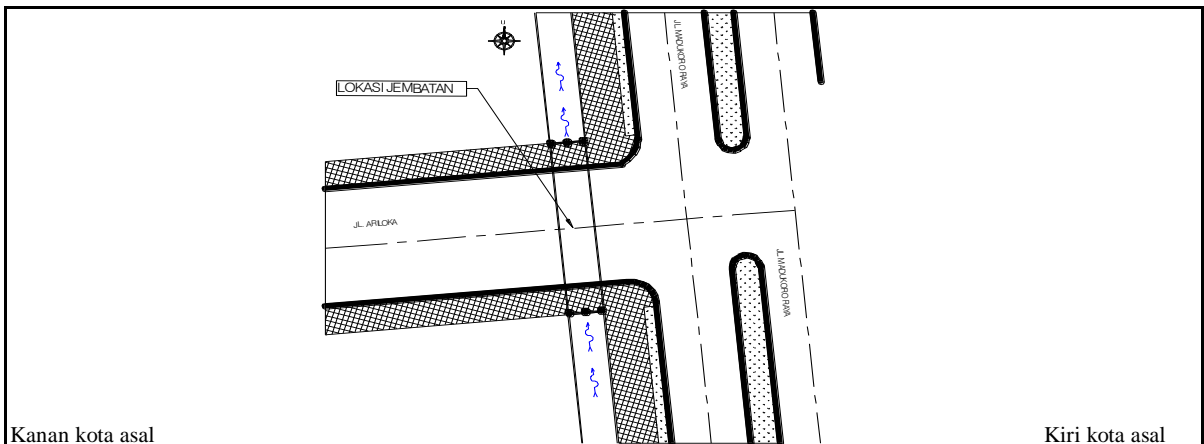 JL. MADUKORO RAYA
LOKASI JEMBATAN
JL. ARILOKA
JL. MADUKORO RAYA
Kanan kota asal
Kiri kota asal